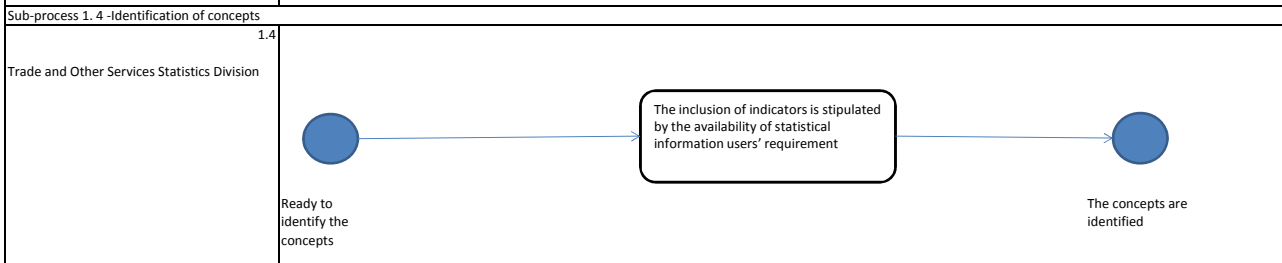 Sub-process 1. 4 -Identification of concepts
1.4
Trade and Other Services Statistics Division
The inclusion of indicators is stipulated
by the availability of statistical
information users’ requirement
Ready to
identify the
concepts
The concepts are
identified